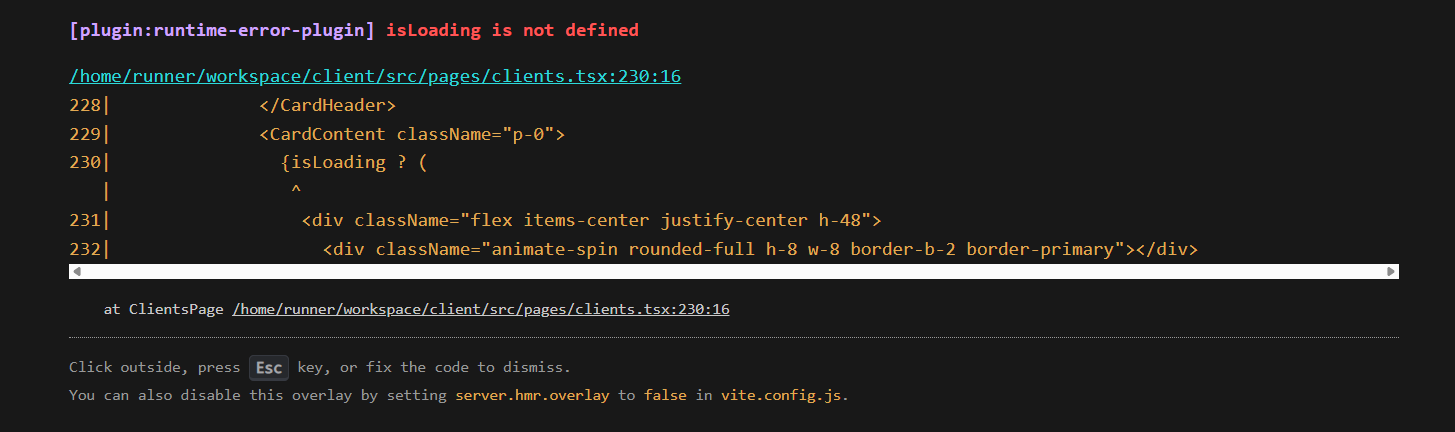 [plugin:runtime-error-plugin] isLoading is not defined
/home/runner/workspace/client/src/pages/clients.tsx:230:16
228|              </CardHeader>
229|              <CardContent className="p-0">
230|                {isLoading ? (
   |                 ^
231|                  <div className="flex items-center justify-center h-48">
232|                    <div className="animate-spin rounded-full h-8 w-8 border-b-2 border-primary"></div>
at ClientsPage /home/runner/workspace/client/src/pages/clients.tsx:230:16
Click outside, press Esc key, or fix the code to dismiss.
You can also disable this overlay by setting server.hmr.overlay to false in vite.config.js.